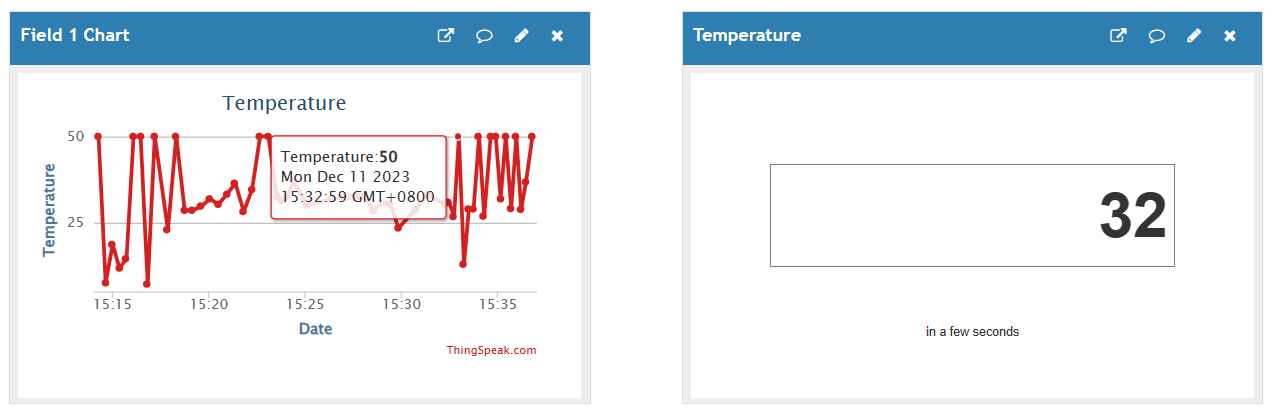 Field 1 Chart
Temperature
50
25
Temperature
Temperature:50
Mon Dec 11 2023
15:32:59 GMT+0800
15:15 15:20 15:25 15:30 15:35
Date
ThingSpeak.com
Temperature
32
in a few seconds